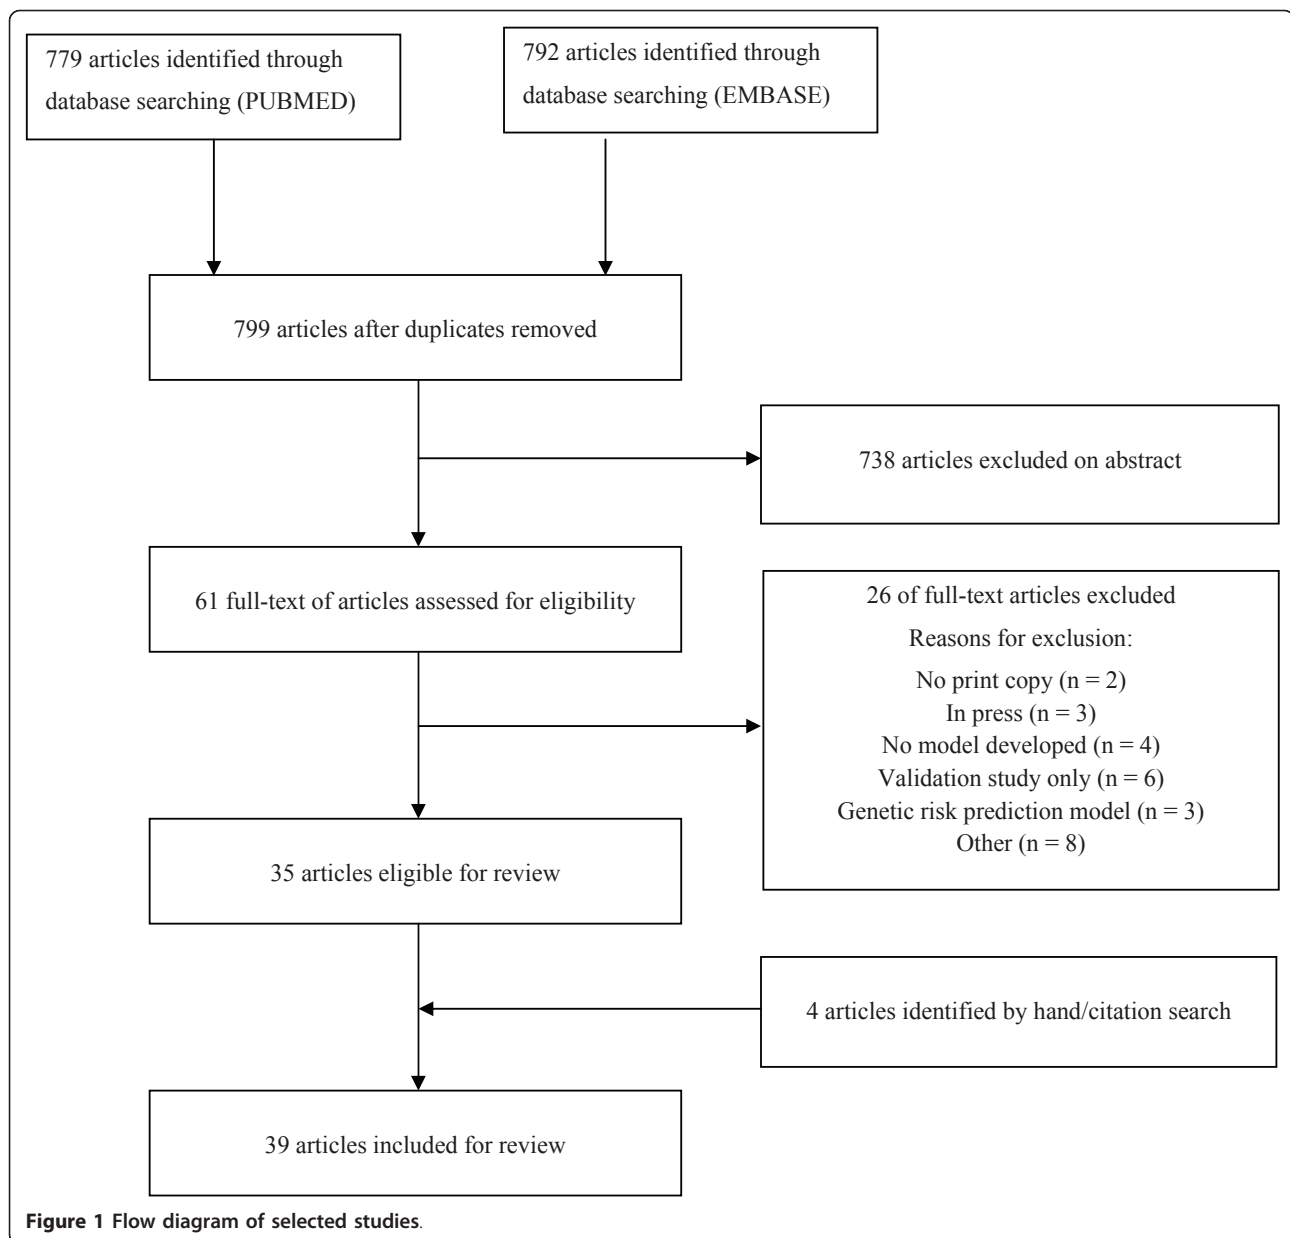 779 articles identified through
database searching (PUBMED)
792 articles identified through
database searching (EMBASE)
799 articles after duplicates removed
738 articles excluded on abstract
61 full-text of articles assessed for eligibility
26 of full-text articles excluded
Reasons for exclusion:
No print copy (n = 2)
In press (n = 3)
No model developed (n = 4)
Validation study only (n = 6)
Genetic risk prediction model (n = 3)
Other (n = 8)
35 articles eligible for review
4 articles identified by hand/citation search
39 articles included for review
Figure 1 Flow diagram of selected studies.